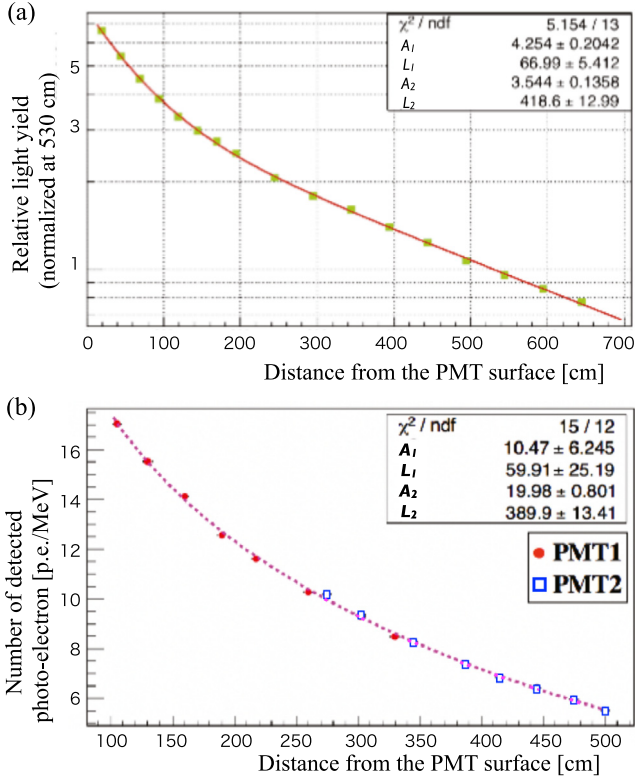 (a)
χ² / ndf 5.154 / 13
A₁ 4.254 ± 0.2042
L₁ 66.99 ± 5.412
A₂ 3.544 ± 0.1358
L₂ 418.6 ± 12.99
Relative light yield
(normalized at 530 cm)
5
3
1
0 100 200 300 400 500 600 700
Distance from the PMT surface [cm]
(b)
χ² / ndf 15 / 12
A₁ 10.47 ± 6.245
L₁ 59.91 ± 25.19
A₂ 19.98 ± 0.801
L₂ 389.9 ± 13.41
PMT1
PMT2
Number of detected
photo-electron [p.e./MeV]
16
14
12
10
8
6
100 150 200 250 300 350 400 450 500
Distance from the PMT surface [cm]